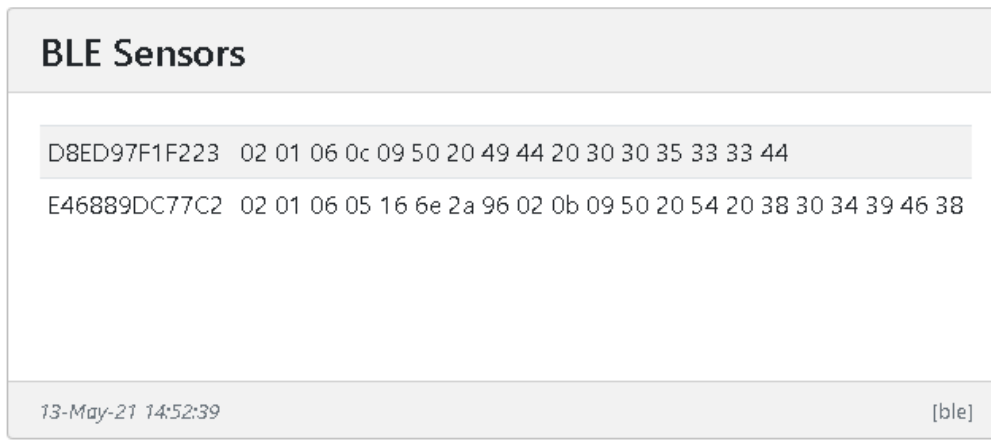 BLE Sensors
D8ED97F1F223 02 01 06 0c 09 50 20 49 44 20 30 30 35 33 33 44
E46889DC77C2 02 01 06 05 16 6e 2a 96 02 0b 09 50 20 54 20 38 30 34 39 46 38
13-May-21 14:52:39 [ble]